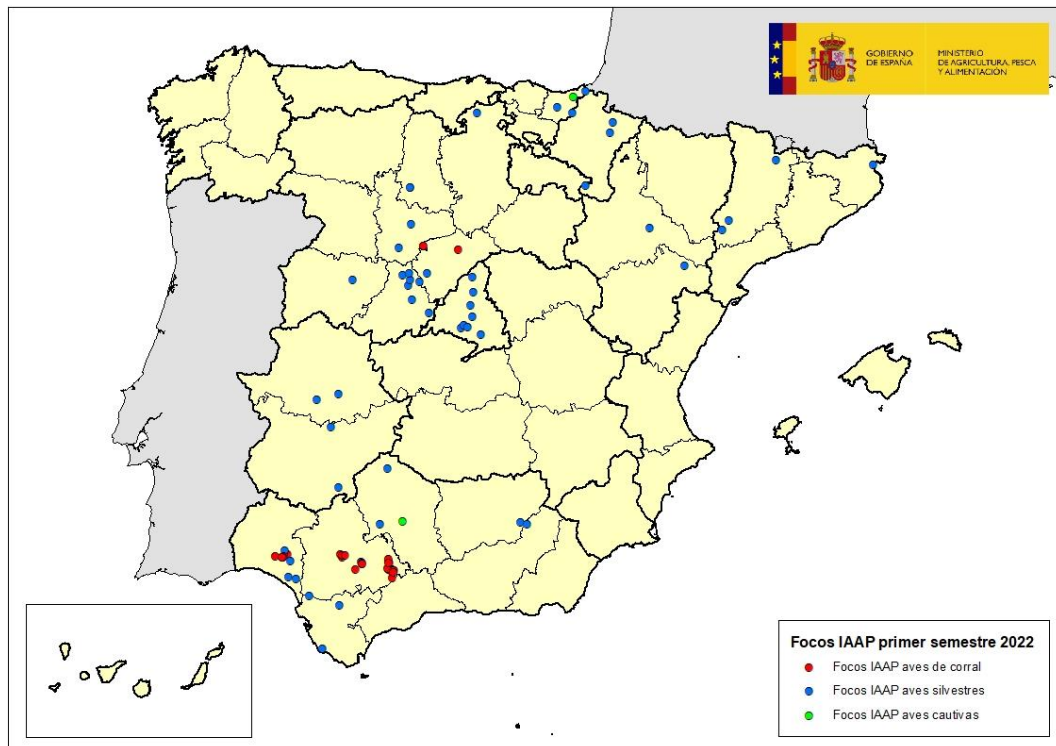 GOBIERNO
DE ESPAÑA
MINISTERIO
DE AGRICULTURA, PESCA
Y ALIMENTACIÓN
Focos IAAP primer semestre 2022
Focos IAAP aves de corral
Focos IAAP aves silvestres
Focos IAAP aves cautivas